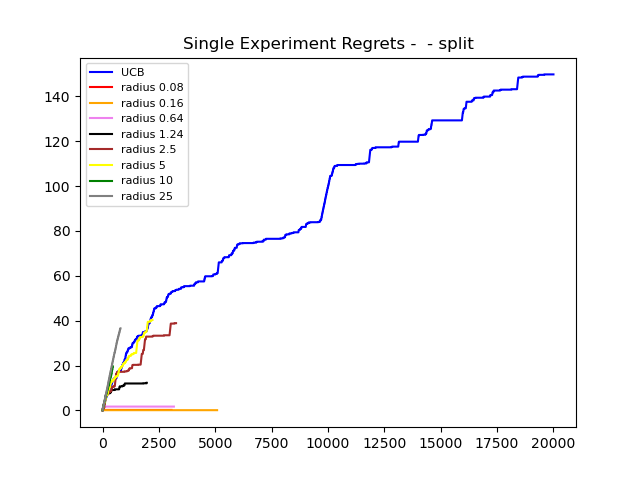 Single Experiment Regrets -  - split
UCB
radius 0.08
radius 0.16
radius 0.64
radius 1.24
radius 2.5
radius 5
radius 10
radius 25
140
120
100
80
60
40
20
0
0 2500 5000 7500 10000 12500 15000 17500 20000